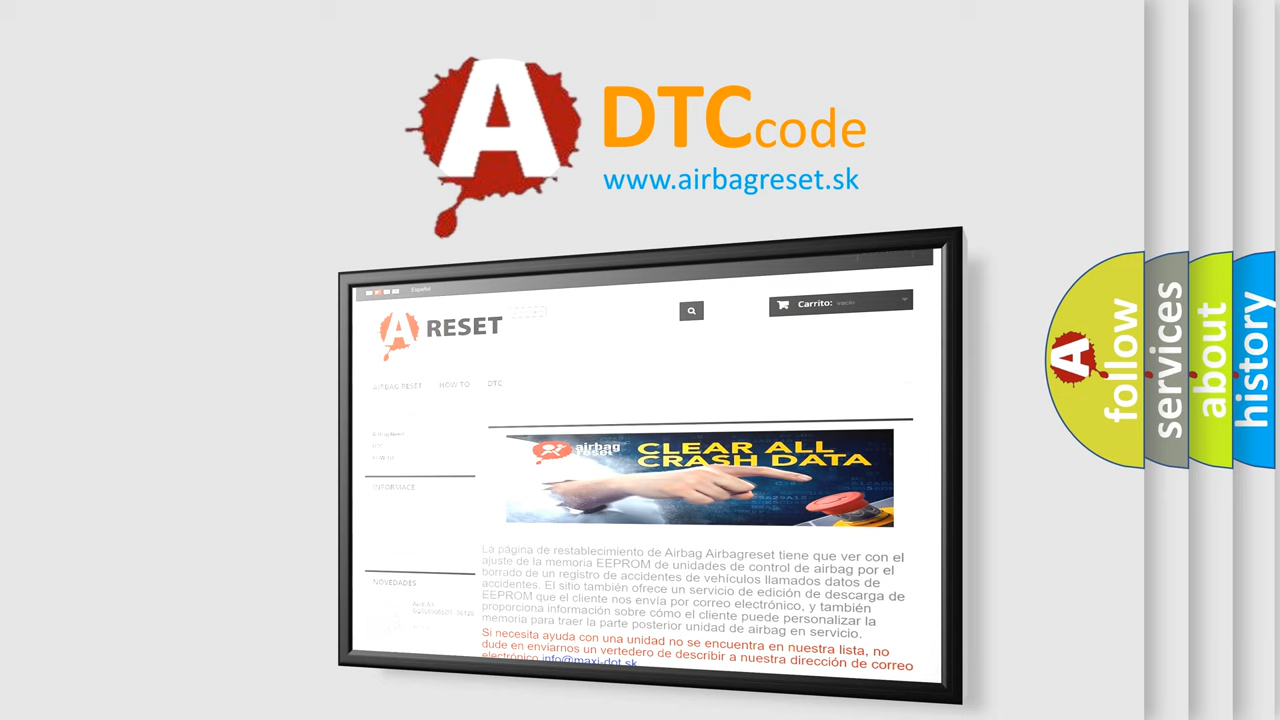 A
DTCcode
www.airbagreset.sk
Español
A RESET
Carrito: vacío
AIRBAG RESET HOW TO DTC
INFORMACE
airbag
reset
CLEAR ALL
CRASH DATA
La página de restablecimiento de Airbag Airbagreset tiene que ver con el
ajuste de la memoria EEPROM de unidades de control de airbag por el
borrado de un registro de accidentes de vehículos llamados datos de
accidentes. El sitio también ofrece un servicio de edición de descarga de
EEPROM que el cliente nos envía por correo electrónico, y también
proporciona información sobre cómo el cliente puede personalizar la
memoria para traer la parte posterior unidad de airbag en servicio.
Si necesita ayuda con una unidad no se encuentra en nuestra lista, no
dude en enviarnos un vertedero de describir a nuestra dirección de correo
electrónico info@maxi-dot.sk
NOVEDADES
A
follow
services
about
history